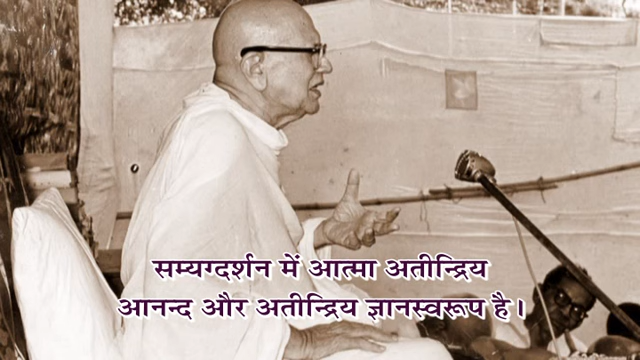 सम्यग्दर्शन में आत्मा अतीन्द्रिय
आनन्द और अतीन्द्रिय ज्ञानस्वरूप है।